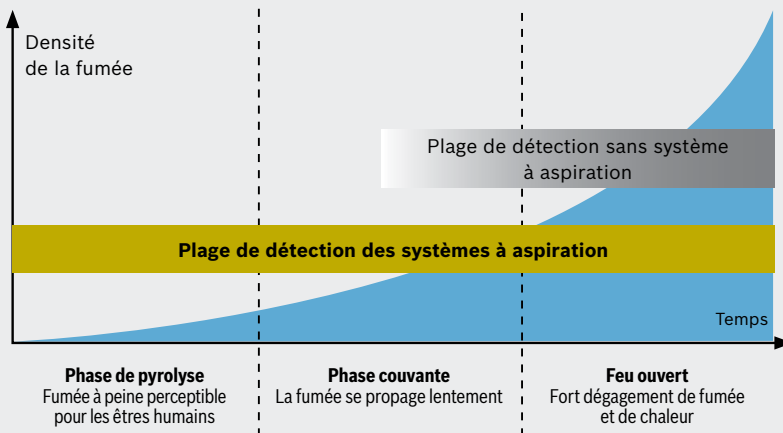 Densité
de la fumée
Plage de détection sans système
à aspiration
Plage de détection des systèmes à aspiration
Temps
Phase de pyrolyse
Fumée à peine perceptible
pour les êtres humains
Phase couvante
La fumée se propage lentement
Feu ouvert
Fort dégagement de fumée
et de chaleur